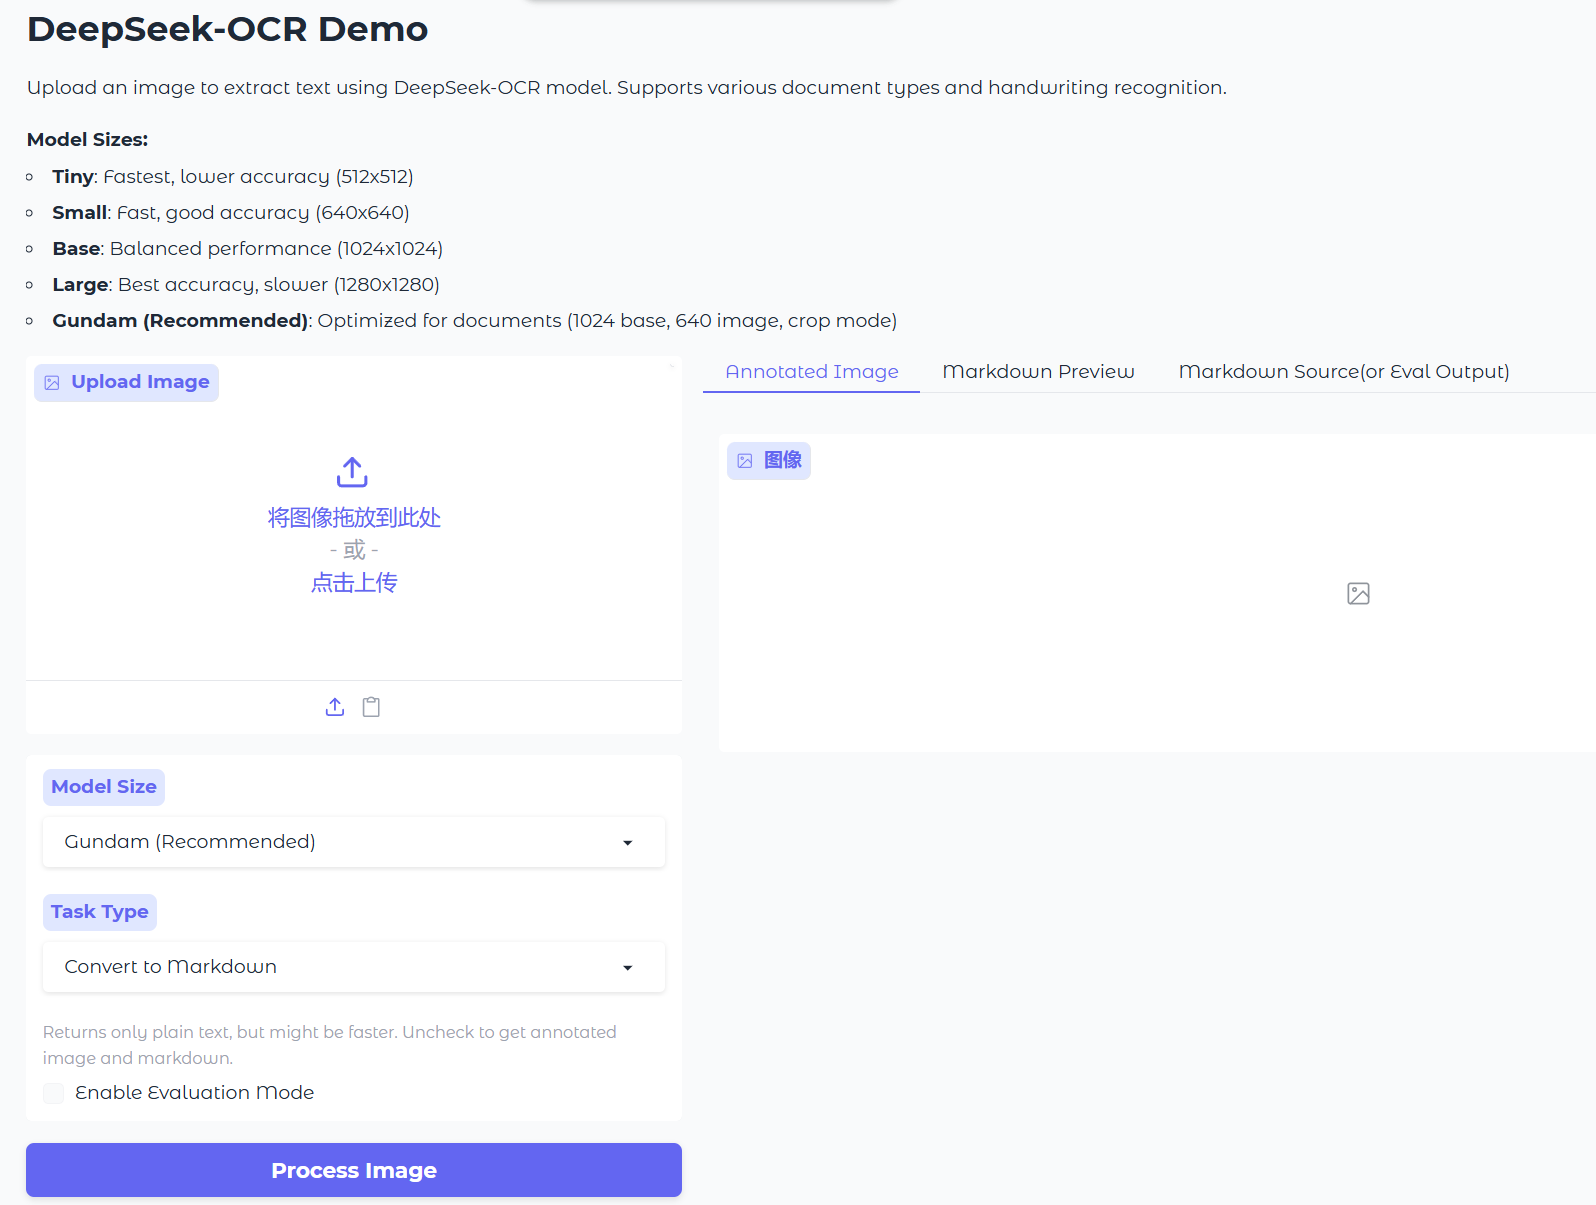 DeepSeek-OCR Demo
Upload an image to extract text using DeepSeek-OCR model. Supports various document types and handwriting recognition.
Model Sizes:
Tiny: Fastest, lower accuracy (512x512)
Small: Fast, good accuracy (640x640)
Base: Balanced performance (1024x1024)
Large: Best accuracy, slower (1280x1280)
Gundam (Recommended): Optimized for documents (1024 base, 640 image, crop mode)
Upload Image
将图像拖放到此处
- 或 -
点击上传
Model Size
Gundam (Recommended)
Task Type
Convert to Markdown
Returns only plain text, but might be faster. Uncheck to get annotated
image and markdown.
Enable Evaluation Mode
Process Image
Annotated Image
Markdown Preview
Markdown Source(or Eval Output)
图像